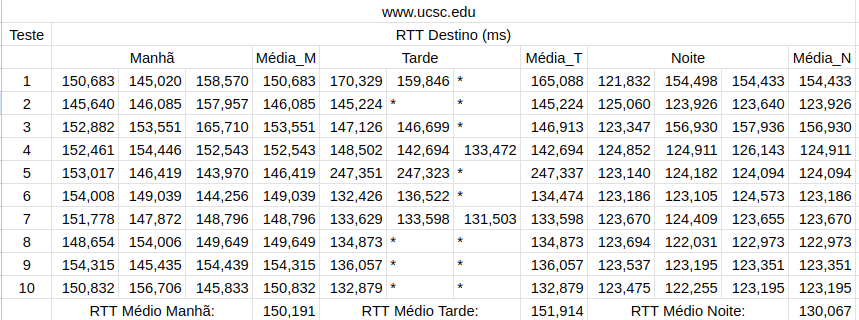 www.ucsc.edu
Teste RTT Destino (ms)
Manhã Média_M Tarde Média_T Noite Média_N
1 150,683 145,020 158,570 150,683 170,329 159,846 * 165,088 121,832 154,498 154,433 154,433
2 145,640 146,085 157,957 146,085 145,224 * * 145,224 125,060 123,926 123,640 123,926
3 152,882 153,551 165,710 153,551 147,126 146,699 * 146,913 123,347 156,930 157,936 156,930
4 152,461 154,446 152,543 152,543 148,502 142,694 133,472 142,694 124,852 124,911 126,143 124,911
5 153,017 146,419 143,970 146,419 247,351 247,323 * 247,337 123,140 124,182 124,094 124,094
6 154,008 149,039 144,256 149,039 132,426 136,522 * 134,474 123,186 123,105 124,573 123,186
7 151,778 147,872 148,796 148,796 133,629 133,598 131,503 133,598 123,670 124,409 123,655 123,670
8 148,654 154,006 149,649 149,649 134,873 * * 134,873 123,694 122,031 122,973 122,973
9 154,315 145,435 154,439 154,315 136,057 * * 136,057 123,537 123,195 123,351 123,351
10 150,832 156,706 145,833 150,832 132,879 * * 132,879 123,475 122,255 123,195 123,195
RTT Médio Manhã: 150,191 RTT Médio Tarde: 151,914 RTT Médio Noite: 130,067